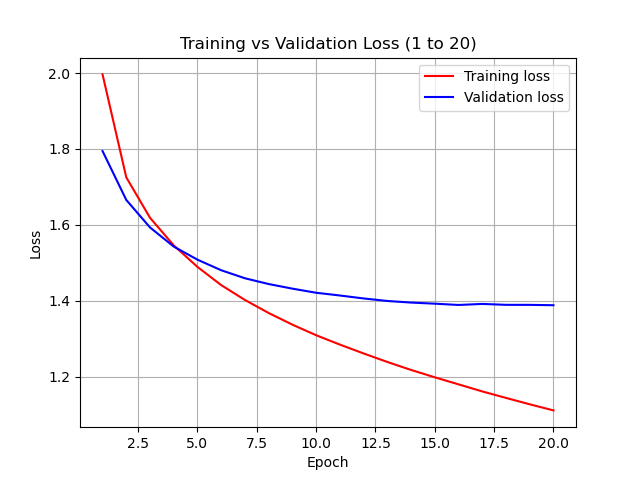 Training vs Validation Loss (1 to 20)
Training loss
Validation loss
2.0
1.8
1.6
1.4
1.2
Loss
2.5 5.0 7.5 10.0 12.5 15.0 17.5 20.0
Epoch